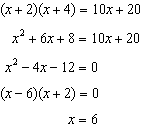 (x+2)(x+4) = 10x+20
x²+6x+8 = 10x+20
x²−4x−12 = 0
(x−6)(x+2) = 0
x = 6